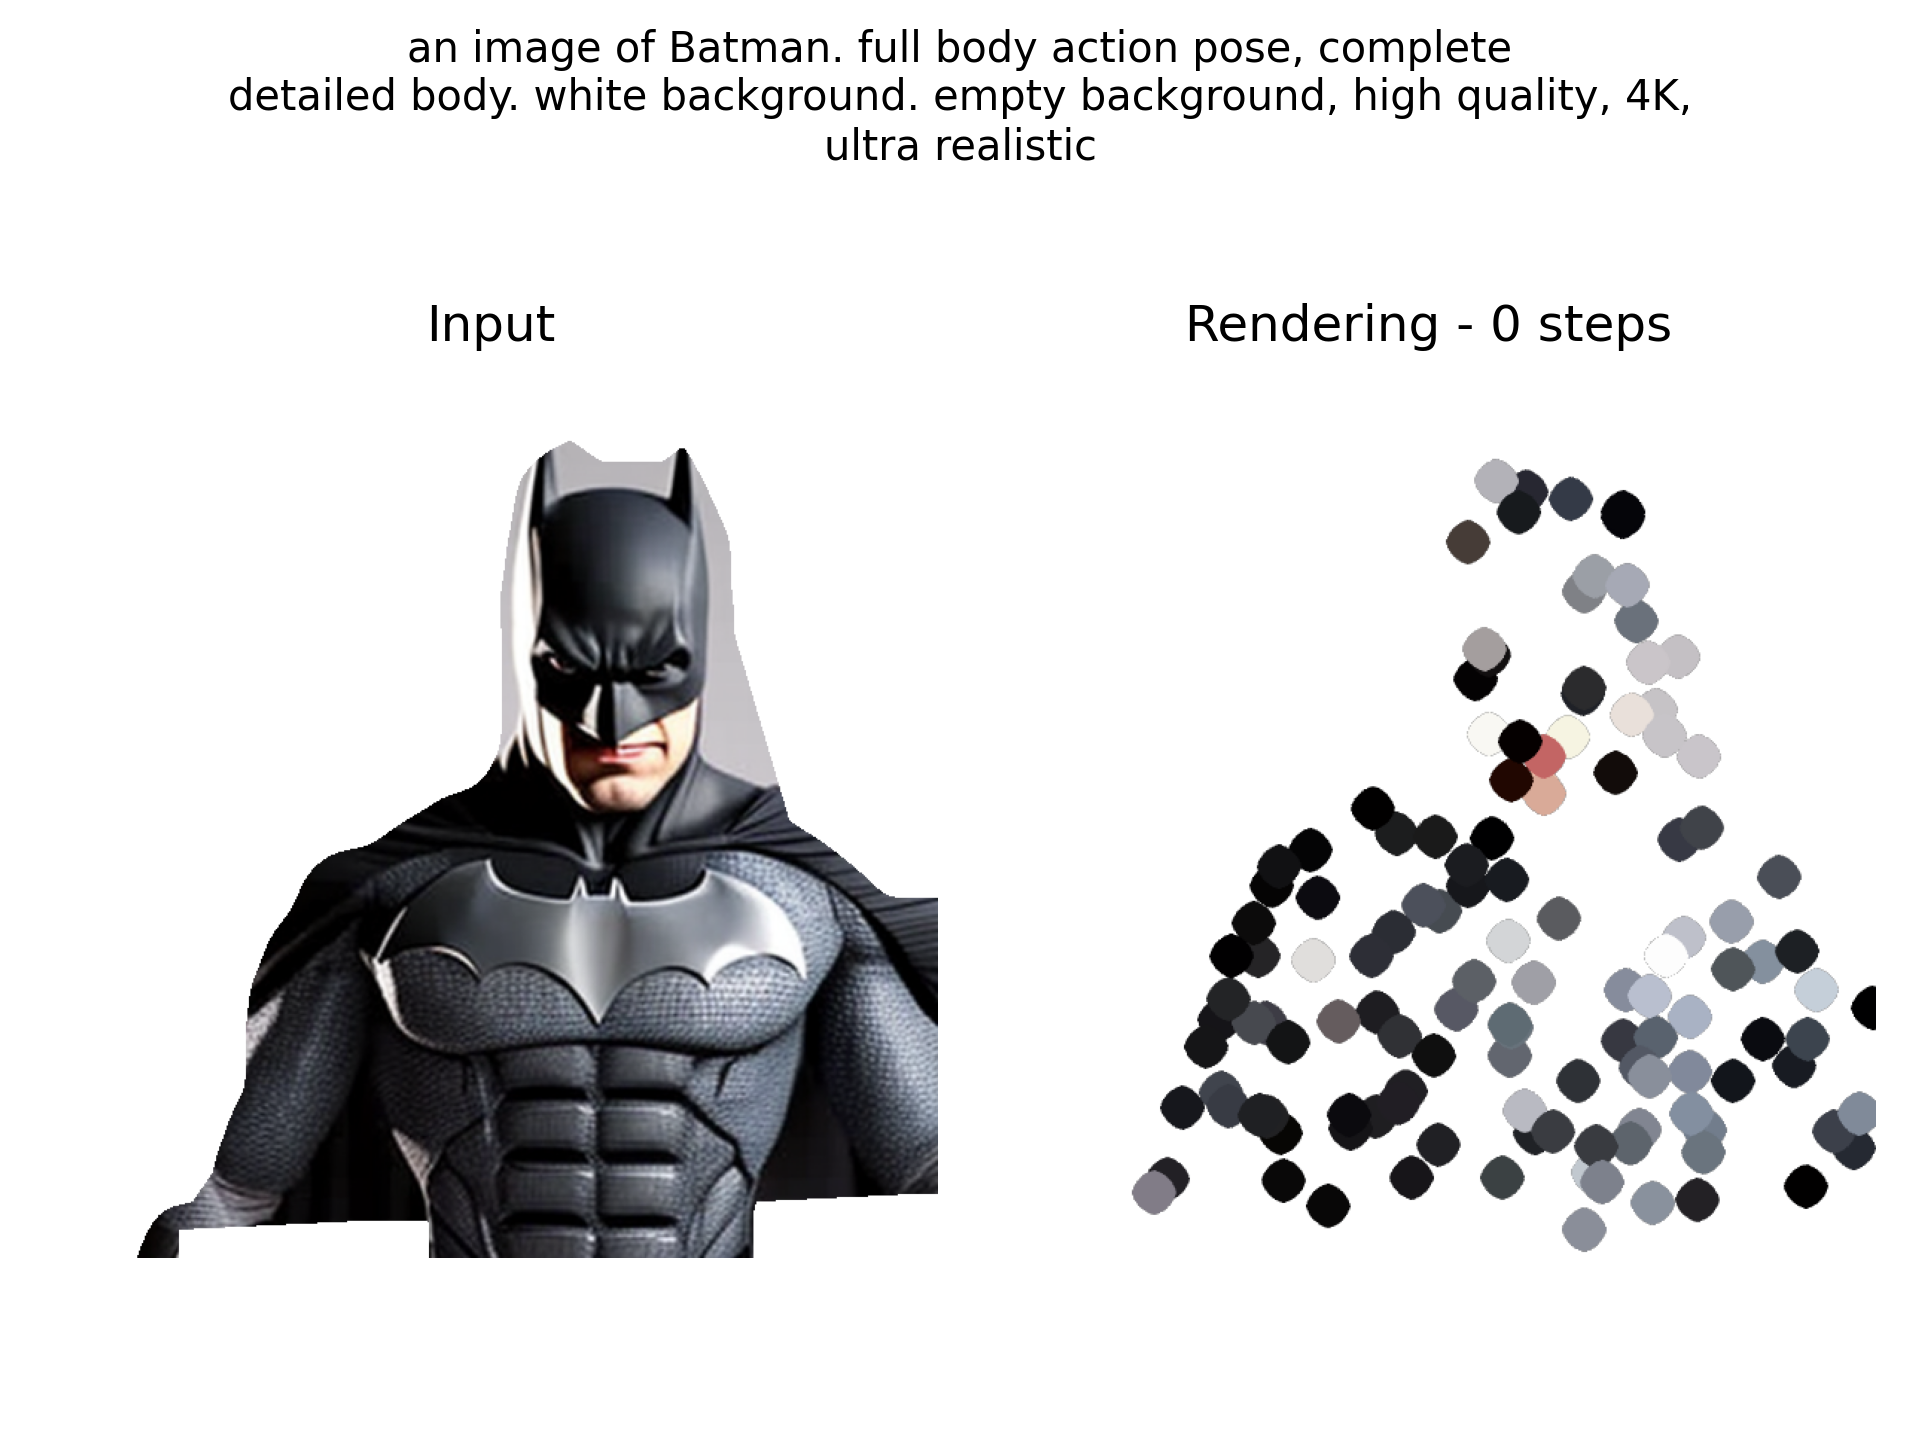 an image of Batman. full body action pose, complete
detailed body. white background. empty background, high quality, 4K,
ultra realistic
Input
Rendering - 0 steps